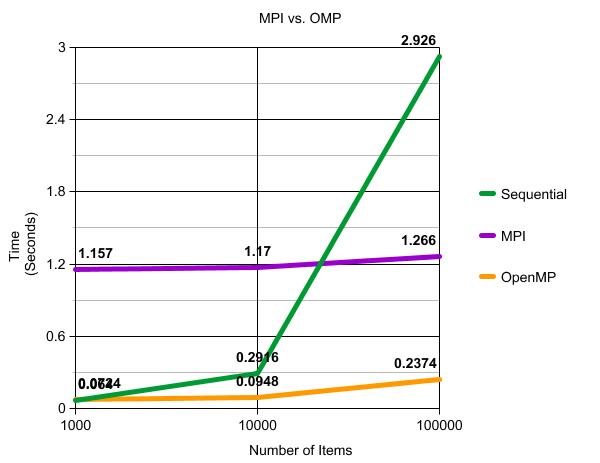 MPI vs. OMP
3
2.4
1.8
1.2
0.6
0
Time
(Seconds)
2.926
1.157
1.17
1.266
0.2916
0.0948
0.2374
1000
10000
100000
Number of Items
Sequential
MPI
OpenMP